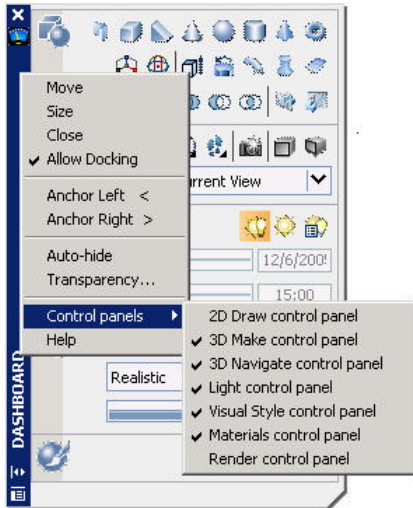 Move
Size
Close
Allow Docking
rrent View
Anchor Left <
Anchor Right >
Auto-hide
12/6/200
Transparency...
15:00
Control panels
2D Draw control panel
Help
3D Make control panel
3D Navigate control panel
Realistic
Light control panel
Visual Style control panel
Materials control panel
Render control panel
DASHBOARD